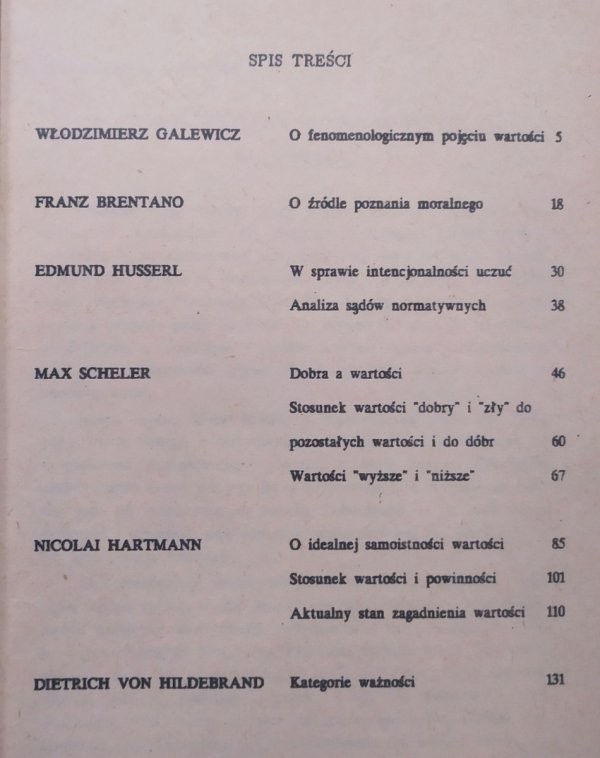 SPIS TREŚCI
WŁODZIMIERZ GALEWICZ O fenomenologicznym pojęciu wartości 5
FRANZ BRENTANO O źródle poznania moralnego 18
EDMUND HUSSERL W sprawie intencjonalności uczuć 30
Analiza sądów normatywnych 38
MAX SCHELER Dobra a wartości 46
Stosunek wartości "dobry" i "zły" do
pozostałych wartości i do dóbr 60
Wartości "wyższe" i "niższe" 67
NICOLAI HARTMANN O idealnej samoistności wartości 85
Stosunek wartości i powinności 101
Aktualny stan zagadnienia wartości 110
DIETRICH VON HILDEBRAND Kategorie ważności 131